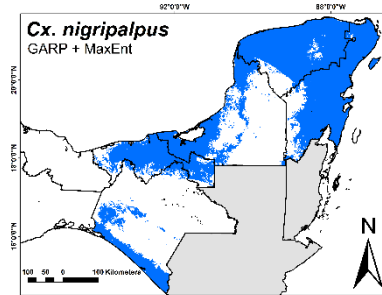 92°0'0"W 88°0'0"W
Cx. nigripalpus
GARP + MaxEnt
20°0'0"N
18°0'0"N
16°0'0"N
100 50 0 100 Kilometers
N